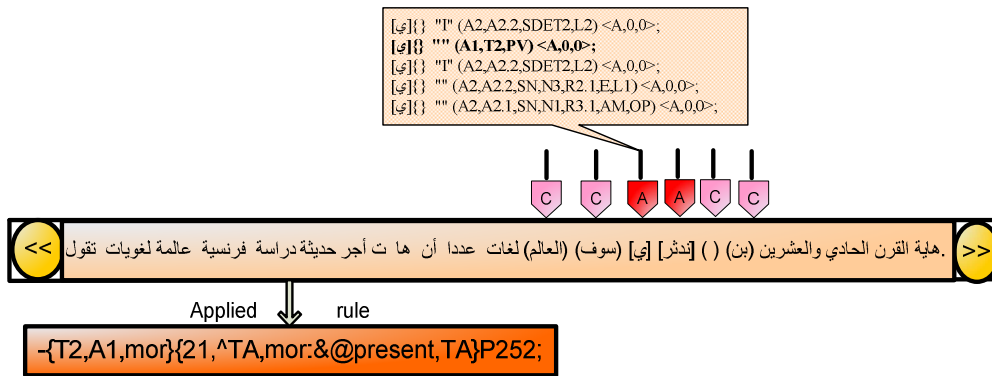 [ي]{} "I" (A2,A2.2,SDET2,L2) <A,0,0>;
[ي]{} "" (A1,T2,PV) <A,0,0>;
[ي]{} "I" (A2,A2.2,SDET2,L2) <A,0,0>;
[ي]{} "" (A2,A2.2,SN,N3,R2.1,E,L1) <A,0,0>;
[ي]{} "" (A2,A2.1,SN,N1,R3.1,AM,OP) <A,0,0>;
C C A A C C
<< .هاية القرن الحادي والعشرين (بن) ( ) [ندثر] [ي] (سوف) (العالم) لغات عددا أن ها ت أجر حديثة دراسة فرنسية عالمة لغويات تقول >>
Applied rule
-{T2,A1,mor}{21,^TA,mor:&@present,TA}P252;